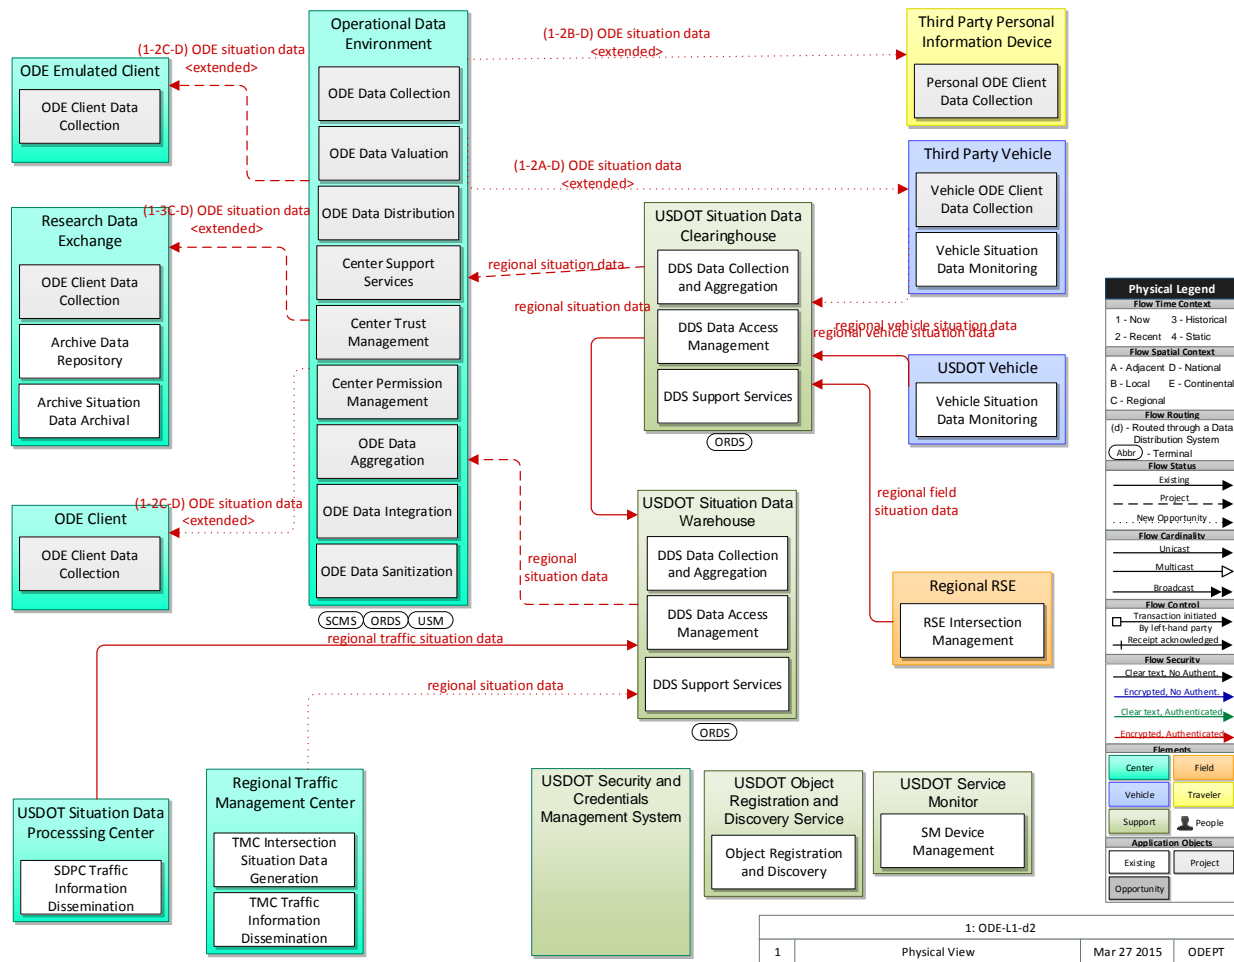 Operational Data
Environment
ODE Data Collection
ODE Data Valuation
ODE Data Distribution
Center Support
Services
Center Trust
Management
Center Permission
Management
ODE Data
Aggregation
ODE Data Integration
ODE Data Sanitization
SCMS
ORDS
USM
(1-2C-D) ODE situation data
<extended>
ODE Emulated Client
ODE Client Data
Collection
(1-3C-D) ODE situation data
<extended>
Research Data
Exchange
ODE Client Data
Collection
Archive Data
Repository
Archive Situation
Data Archival
(1-2C-D) ODE situation data
<extended>
ODE Client
ODE Client Data
Collection
(1-2B-D) ODE situation data
<extended>
Third Party Personal
Information Device
Personal ODE Client
Data Collection
(1-2A-D) ODE situation data
<extended>
Third Party Vehicle
Vehicle ODE Client
Data Collection
Vehicle Situation
Data Monitoring
USDOT Situation Data
Clearinghouse
DDS Data Collection
and Aggregation
DDS Data Access
Management
DDS Support Services
ORDS
regional situation data
regional situation data
regional vehicle situation data
regional vehicle situation data
USDOT Vehicle
Vehicle Situation
Data Monitoring
regional field
situation data
Regional RSE
RSE Intersection
Management
USDOT Situation Data
Warehouse
DDS Data Collection
and Aggregation
DDS Data Access
Management
DDS Support Services
ORDS
regional
situation data
regional traffic situation data
regional situation data
USDOT Situation Data
Processsing Center
SDPC Traffic
Information
Dissemination
Regional Traffic
Management Center
TMC Intersection
Situation Data
Generation
TMC Traffic
Information
Dissemination
USDOT Security and
Credentials
Management System
USDOT Object
Registration and
Discovery Service
Object Registration
and Discovery
USDOT Service
Monitor
SM Device
Management
Physical Legend
Flow Time Context
1 - Now 3 - Historical
2 - Recent 4 - Static
Flow Spatial Context
A - Adjacent D - National
B - Local E - Continental
C - Regional
Flow Routing
(d) - Routed through a Data
Distribution System
Abbr - Terminal
Flow Status
Existing
Project
New Opportunity
Flow Cardinality
Unicast
Multicast
Broadcast
Flow Control
Transaction initiated
By left-hand party
Receipt acknowledged
Flow Security
Clear text, No Authent.
Encrypted, No Authent.
Clear text, Authenticated
Encrypted, Authenticated
Elements
Center Field
Vehicle Traveler
Support People
Application Objects
Existing Project
Opportunity
1: ODE-L1-d2
1 Physical View Mar 27 2015 ODEPT